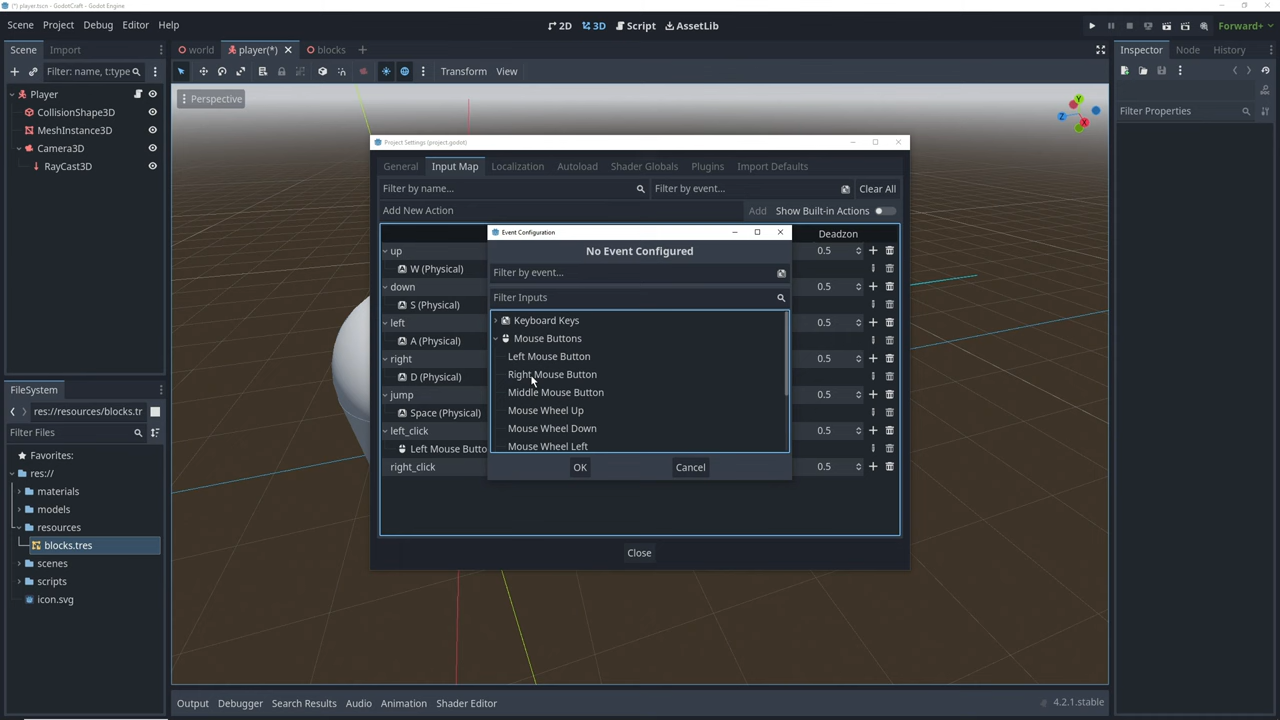 (*) player.tscn - GodotCraft - Godot Engine
Scene Project Debug Editor Help
2D 3D Script AssetLib
Forward+
Scene Import
world player(*) blocks
Inspector Node History
Filter: name, t:type
Transform View
Player
CollisionShape3D
MeshInstance3D
Camera3D
RayCast3D
Perspective
Y
Z
X
Filter Properties
Project Settings (project.godot)
General Input Map Localization Autoload Shader Globals Plugins Import Defaults
Filter by name... Filter by event... Clear All
Add New Action Add Show Built-in Actions
Deadzon
up 0.5
W (Physical)
down 0.5
S (Physical)
left 0.5
A (Physical)
right 0.5
D (Physical)
jump 0.5
Space (Physical)
left_click 0.5
Left Mouse Butto
right_click 0.5
Close
Event Configuration
No Event Configured
Filter by event...
Filter Inputs
Keyboard Keys
Mouse Buttons
Left Mouse Button
Right Mouse Button
Middle Mouse Button
Mouse Wheel Up
Mouse Wheel Down
Mouse Wheel Left
OK Cancel
FileSystem
res://resources/blocks.tr
Filter Files
Favorites:
res://
materials
models
resources
blocks.tres
scenes
scripts
icon.svg
Output Debugger Search Results Audio Animation Shader Editor
4.2.1.stable